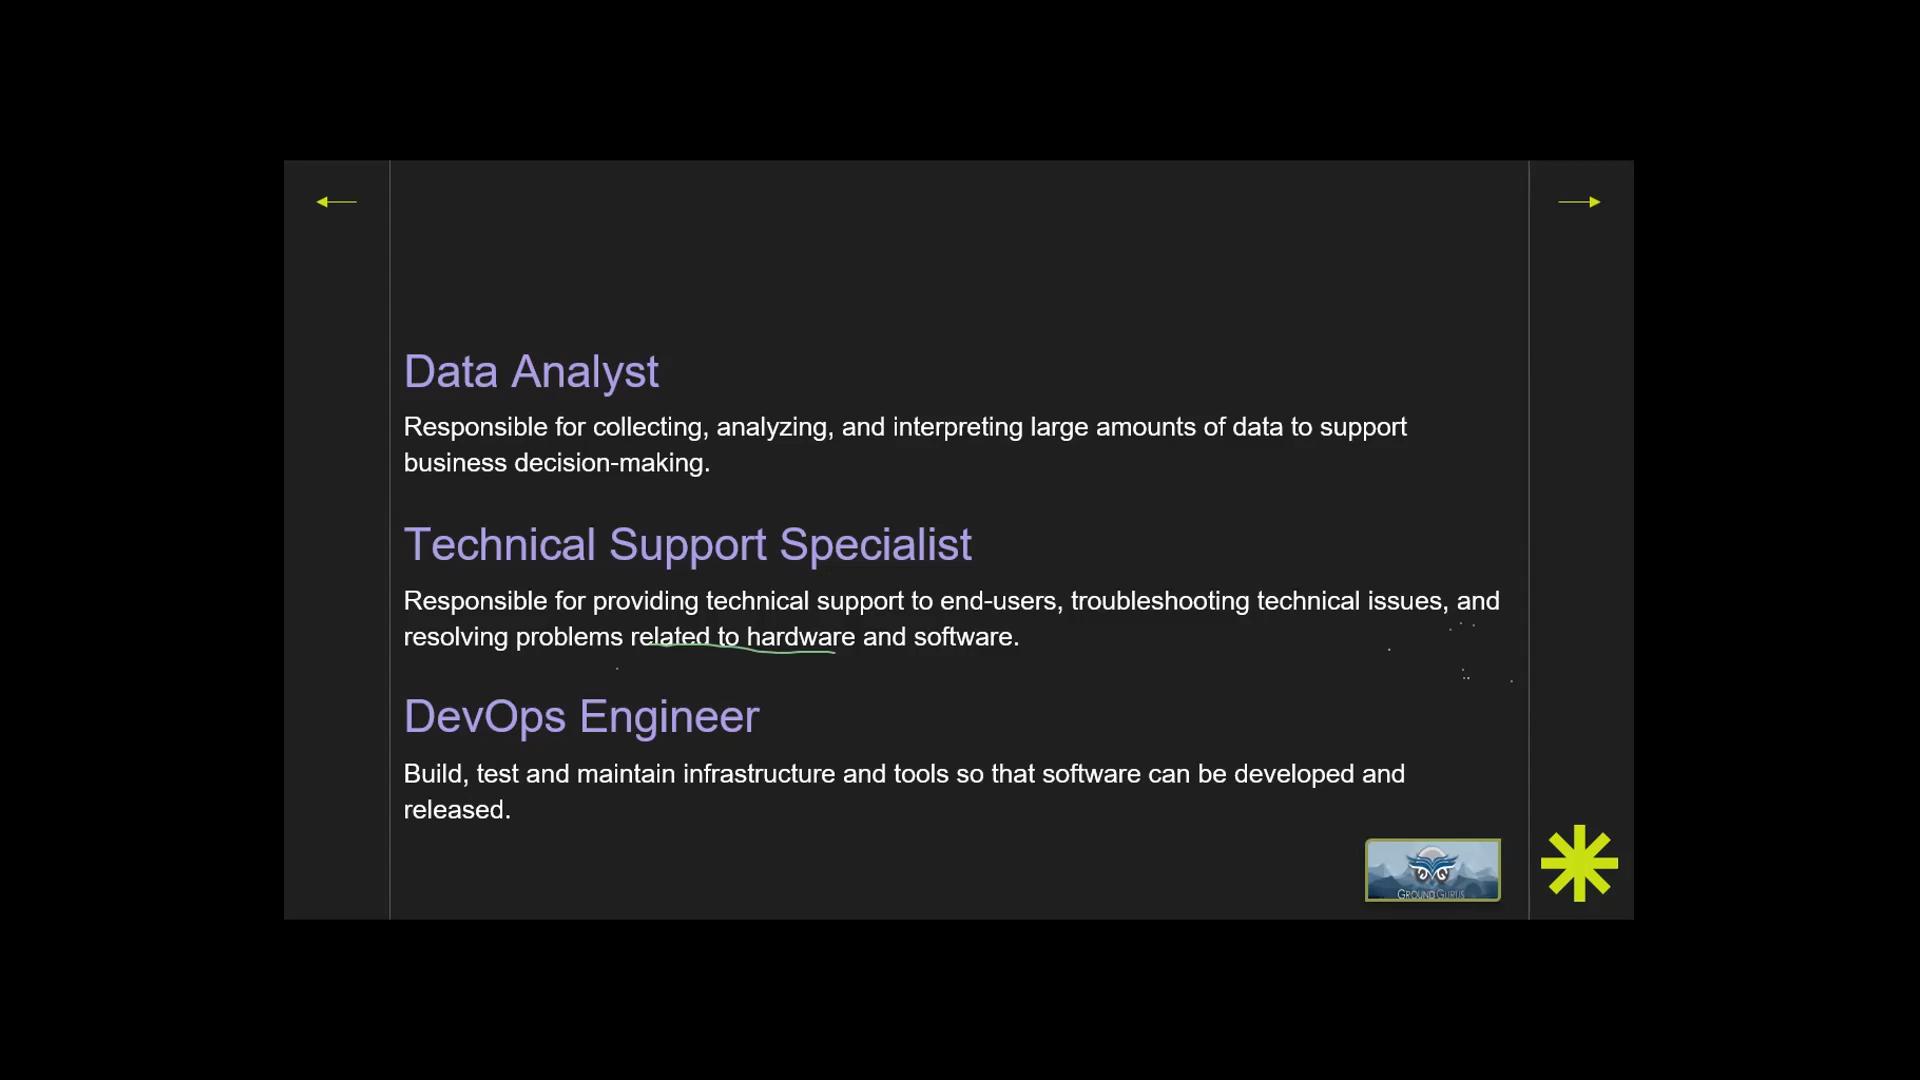 Data Analyst
Responsible for collecting, analyzing, and interpreting large amounts of data to support
business decision-making.
Technical Support Specialist
Responsible for providing technical support to end-users, troubleshooting technical issues, and
resolving problems related to hardware and software.
DevOps Engineer
Build, test and maintain infrastructure and tools so that software can be developed and
released.
GROUND GURUS